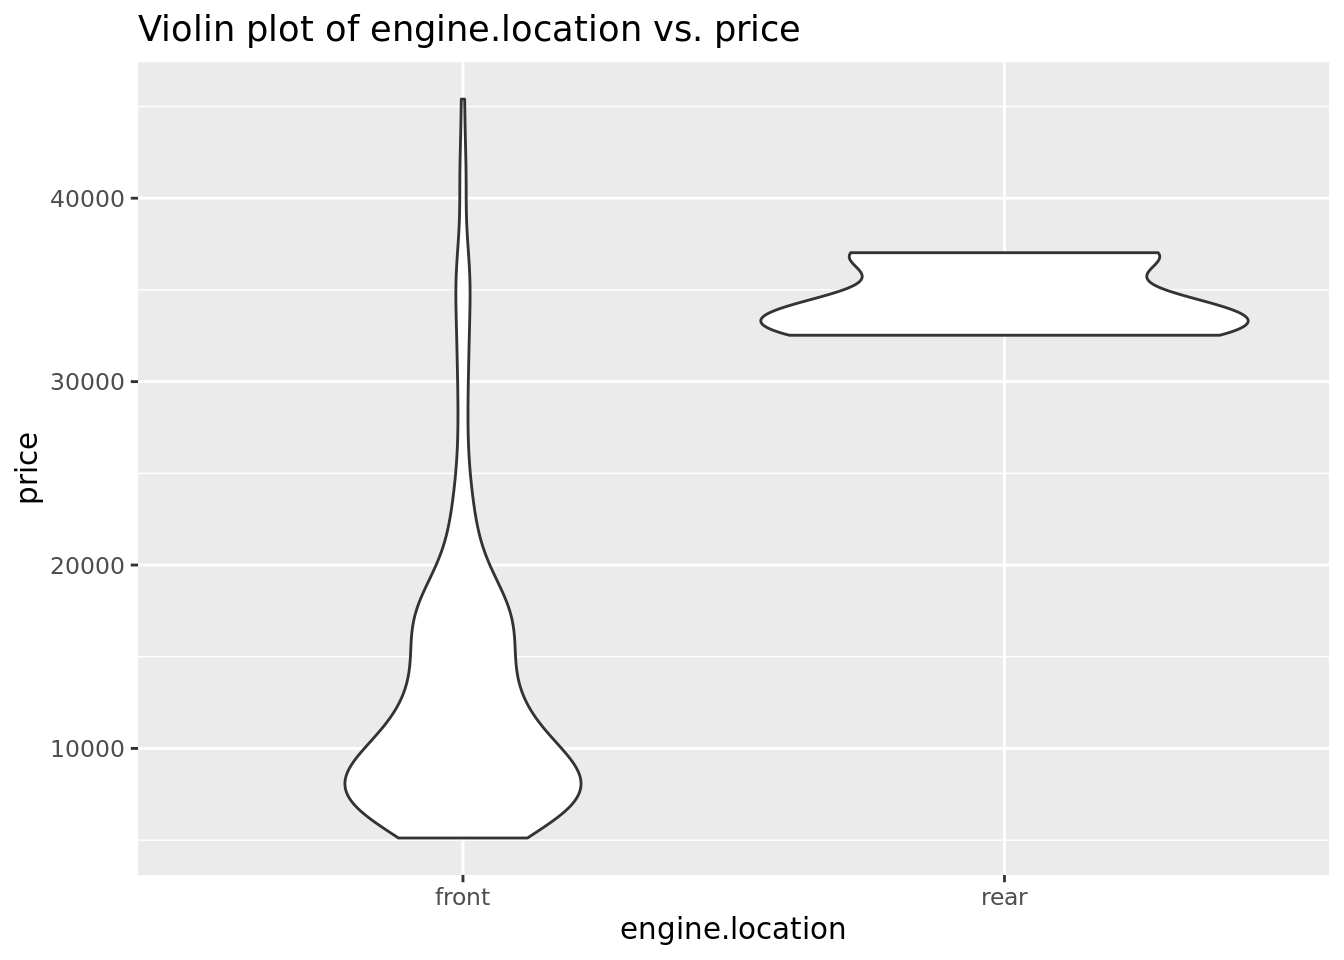 Violin plot of engine.location vs. price
40000
30000
20000
10000
price
front rear
engine.location